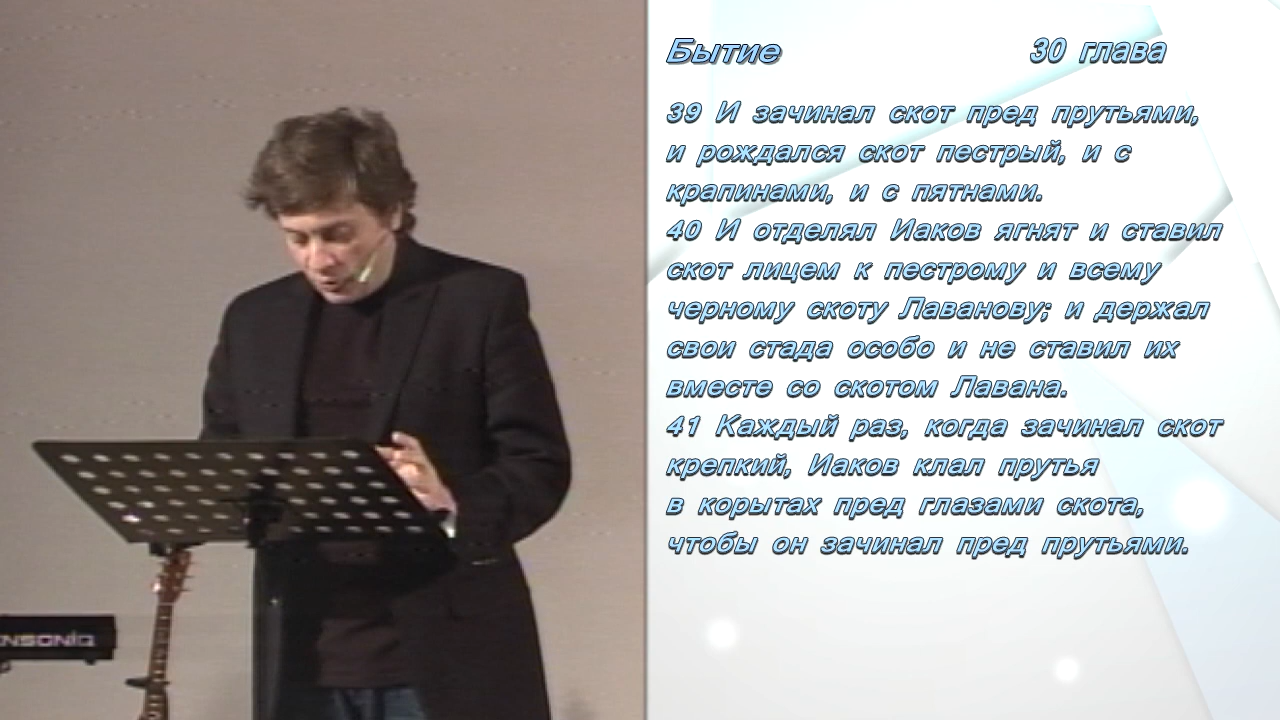 Бытие 30 глава
39 И зачинал скот пред прутьями,
и рождался скот пестрый, и с
крапинами, и с пятнами.
40 И отделял Иаков ягнят и ставил
скот лицем к пестрому и всему
черному скоту Лаванову; и держал
свои стада особо и не ставил их
вместе со скотом Лавана.
41 Каждый раз, когда зачинал скот
крепкий, Иаков клал прутья
в корытах пред глазами скота,
чтобы он зачинал пред прутьями.
NSONIQ